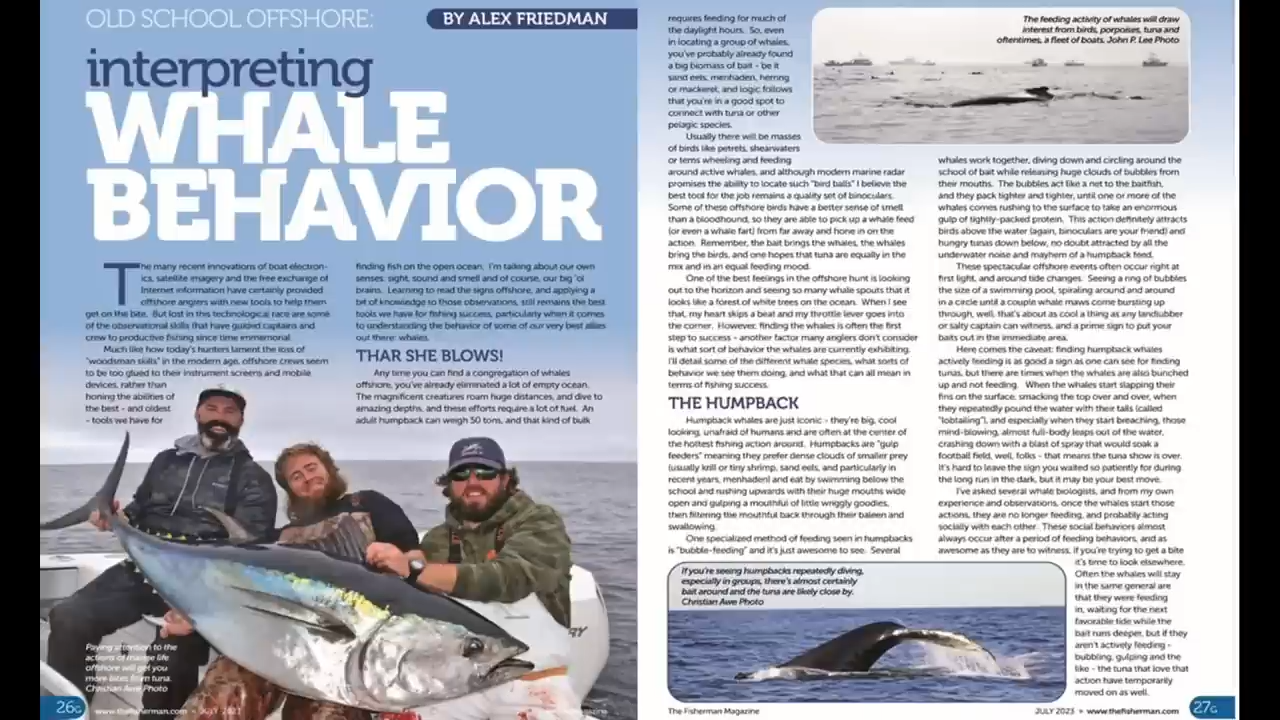 OLD SCHOOL OFFSHORE:
BY ALEX FRIEDMAN
interpreting
WHALE
BEHAVIOR
The many recent innovations of boat electron-
ics, satellite imagery and the free exchange of
Internet information have certainly provided
offshore anglers with new tools to help them
get on the bite. But lost in this technological race are some
of the observational skills that have guided captains and
crew to productive fishing since time immemorial.
Much like how today's hunters lament the loss of
"woodsman skills" in the modern age, offshore crews seem
to be too glued to their instrument screens and mobile
devices, rather than
honing the abilities of
the best - and oldest
- tools we have for
finding fish on the open ocean. I'm talking about our own
senses, sight, sound and smell and of course, our big 'ol
brains. Learning to read the signs offshore, and applying a
bit of knowledge to those observations, still remains the best
tools we have for fishing success, particularly when it comes
to understanding the behavior of some of our very best allies
out there: whales.
THAR SHE BLOWS!
Any time you can find a congregation of whales
offshore, you've already eliminated a lot of empty ocean.
The magnificent creatures roam huge distances, and dive to
amazing depths, and these efforts require a lot of fuel. An
adult humpback can weigh 50 tons, and that kind of bulk
Paying attention to the
actions of marine life
offshore will get you
more bites from tuna.
Christian Awe Photo
26G
www.thefisherman.com • JULY 2023
RY
requires feeding for much of
the daylight hours. So, even
in locating a group of whales,
you've probably already found
a big biomass of bait - be it
sand eels, menhaden, herring
or mackerel, and logic follows
that you're in a good spot to
connect with tuna or other
pelagic species.
Usually there will be masses
of birds like petrels, shearwaters
or terns wheeling and feeding
around active whales, and although modern marine radar
promises the ability to locate such "bird balls" I believe the
best tool for the job remains a quality set of binoculars.
Some of these offshore birds have a better sense of smell
than a bloodhound, so they are able to pick up a whale feed
(or even a whale fart) from far away and hone in on the
action. Remember, the bait brings the whales, the whales
bring the birds, and one hopes that tuna are equally in the
mix and in an equal feeding mood.
One of the best feelings in the offshore hunt is looking
out to the horizon and seeing so many whale spouts that it
looks like a forest of white trees on the ocean. When I see
that, my heart skips a beat and my throttle lever goes into
the corner. However, finding the whales is often the first
step to success - another factor many anglers don't consider
is what sort of behavior the whales are currently exhibiting.
I'll detail some of the different whale species, what sorts of
behavior we see them doing, and what that can all mean in
terms of fishing success.
THE HUMPBACK
Humpback whales are just iconic - they're big, cool
looking, unafraid of humans and are often at the center of
the hottest fishing action around. Humpbacks are "gulp
feeders" meaning they prefer dense clouds of smaller prey
(usually krill or tiny shrimp, sand eels, and particularly in
recent years, menhaden) and eat by swimming below the
school and rushing upwards with their huge mouths wide
open and gulping a mouthful of little wriggly goodies,
then filtering the mouthful back through their baleen and
swallowing.
One specialized method of feeding seen in humpbacks
is "bubble-feeding" and it's just awesome to see. Several
The feeding activity of whales will draw
interest from birds, porpoises, tuna and
oftentimes, a fleet of boats. John P. Lee Photo
whales work together, diving down and circling around the
school of bait while releasing huge clouds of bubbles from
their mouths. The bubbles act like a net to the baitfish,
and they pack tighter and tighter, until one or more of the
whales comes rushing to the surface to take an enormous
gulp of tightly-packed protein. This action definitely attracts
birds above the water (again, binoculars are your friend) and
hungry tunas down below, no doubt attracted by all the
underwater noise and mayhem of a humpback feed.
These spectacular offshore events often occur right at
first light, and around tide changes. Seeing a ring of bubbles
the size of a swimming pool, spiraling around and around
in a circle until a couple whale maws come bursting up
through, well, that's about as cool a thing as any landlubber
or salty captain can witness, and a prime sign to put your
baits out in the immediate area.
Here comes the caveat: finding humpback whales
actively feeding is as good a sign as one can see for finding
tunas, but there are times when the whales are also bunched
up and not feeding. When the whales start slapping their
fins on the surface, smacking the top over and over, when
they repeatedly pound the water with their tails (called
"lobtailing"), and especially when they start breaching, those
mind-blowing, almost full-body leaps out of the water,
crashing down with a blast of spray that would soak a
football field, well, folks - that means the tuna show is over.
It's hard to leave the sign you waited so patiently for during
the long run in the dark, but it may be your best move.
I've asked several whale biologists, and from my own
experience and observations, once the whales start those
actions, they are no longer feeding, and probably acting
socially with each other. These social behaviors almost
always occur after a period of feeding behaviors, and as
awesome as they are to witness, if you're trying to get a bite
it's time to look elsewhere.
Often the whales will stay
in the same general are
that they were feeding
in, waiting for the next
favorable tide while the
bait runs deeper, but if they
aren't actively feeding -
bubbling, gulping and the
like - the tuna that love that
action have temporarily
moved on as well.
If you're seeing humpbacks repeatedly diving,
especially in groups, there's almost certainly
bait around and the tuna are likely close by.
Christian Awe Photo
The Fisherman Magazine
JULY 2023 • www.thefisherman.com
27G